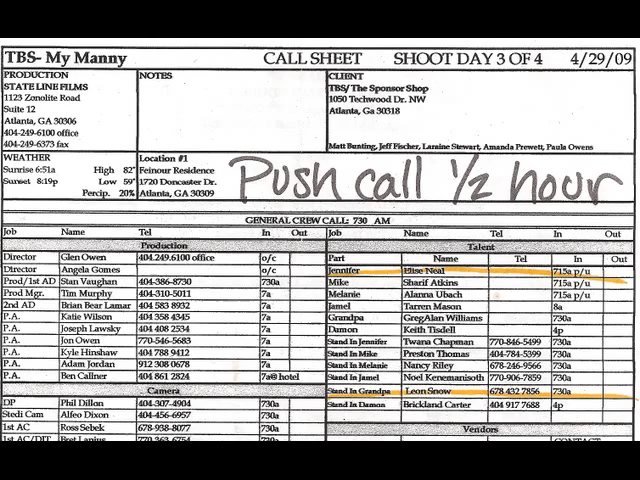 TBS- My Manny CALL SHEET SHOOT DAY 3 OF 4 4/29/09
PRODUCTION
STATE LINE FILMS
1123 Zonolite Road
Suite 12
Atlanta, GA 30306
404-249-6100 office
404-249-6373 fax
NOTES
CLIENT
TBS/ The Sponsor Shop
1050 Techwood Dr. NW
Atlanta, GA 30318
Matt Bunting, Jeff Fischer, Laraine Stewart, Amanda Prewett, Paula Owens
WEATHER
Sunrise 6:51a High 82°
Sunset 8:19p Low 59°
Percip. 20%
Location #1
Feinour Residence
1720 Doncaster Dr.
Atlanta, GA 30309
Push call 1/2 hour
GENERAL CREW CALL: 730 AM
Job Name Tel In Out
Production
Director Glen Owen 404.249.6100 office o/c
Director Angela Gomes o/c
Prod/1st AD Stan Vaughan 404-386-8730 730a
Prod Mgr. Tim Murphy 404-310-5011 7a
2nd AD Brian Bear Lamar 404 583 8932 7a
P.A. Katie Wilson 404 358 4345 7a
P.A. Joseph Lawsky 404 408 2534 7a
P.A. Jon Owen 770-546-5683 7a
P.A. Kyle Hinshaw 404 788 9412 7a
P.A. Adam Jordan 912 308 0678 7a
P.A. Ben Callner 404 861 2824 7a@hotel
Camera
DP Phil Dillon 404-307-4904 730a
Stedi Cam Alfeo Dixon 404-456-6957 730a
1st AC Ross Sebek 678-938-8077 730a
1st AC/DIT Bret Lanius 770-363-6754 730a
Job Name Tel In Out
Talent
Part Name Tel In Out
Jennifer Elise Neal 715a p/u
Mike Sharif Atkins 715a p/u
Melanie Alanna Ubach 715a p/u
Jamel Tarren Mason 8a
Grandpa GregAlan Williams 730a
Damon Keith Tisdell 4p
Stand In Jennifer Twana Chapman 770-846-5499 730a
Stand In Mike Preston Thomas 404-784-5399 730a
Stand In Melanie Nancy Riley 678-246-9566 730a
Stand In Jamel Noel Kenemanisoth 770-906-7859 730a
Stand In Grandpa Leon Snow 678 432 7856 730a
Stand In Damon Brickland Carter 404 917 7688 4p
Vendors
CONTACT